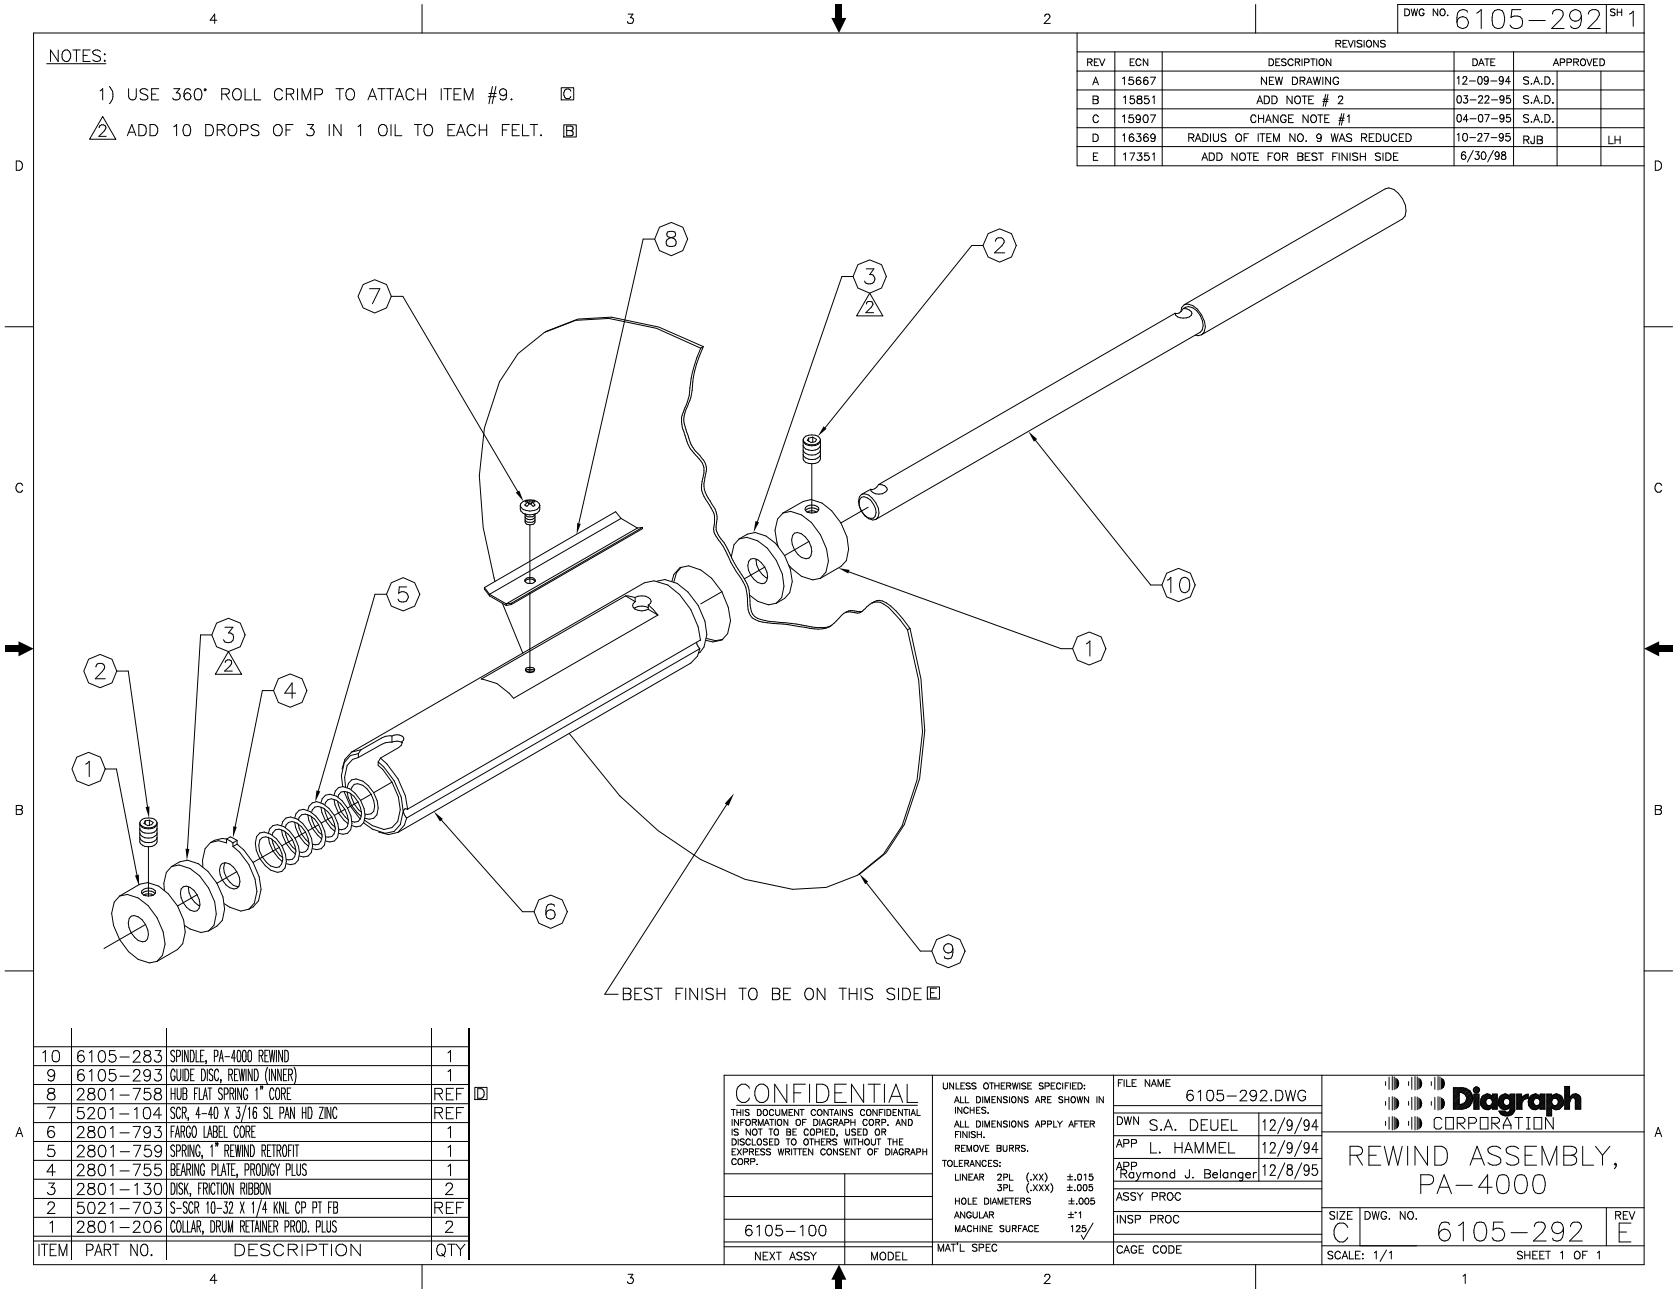 4 3 2
DWG NO. 6105-292 SH 1
NOTES:
1) USE 360° ROLL CRIMP TO ATTACH ITEM #9. C
2 ADD 10 DROPS OF 3 IN 1 OIL TO EACH FELT. B
REVISIONS
REV ECN DESCRIPTION DATE APPROVED
A 15667 NEW DRAWING 12-09-94 S.A.D.
B 15851 ADD NOTE # 2 03-22-95 S.A.D.
C 15907 CHANGE NOTE #1 04-07-95 S.A.D.
D 16369 RADIUS OF ITEM NO. 9 WAS REDUCED 10-27-95 RJB LH
E 17351 ADD NOTE FOR BEST FINISH SIDE 6/30/98
D D
8
2
3
2
7
C C
10
5
3
2
1
2
4
1
B B
6
9
BEST FINISH TO BE ON THIS SIDE E
10 6105-283 SPINDLE, PA-4000 REWIND 1
9 6105-293 GUIDE DISC, REWIND (INNER) 1
8 2801-758 HUB FLAT SPRING 1" CORE REF D
7 5201-104 SCR, 4-40 X 3/16 SL PAN HD ZINC REF
6 2801-793 FARGO LABEL CORE 1
5 2801-759 SPRING, 1" REWIND RETROFIT 1
4 2801-755 BEARING PLATE, PRODIGY PLUS 1
3 2801-130 DISK, FRICTION RIBBON 2
2 5021-703 S-SCR 10-32 X 1/4 KNL CP PT FB REF
1 2801-206 COLLAR, DRUM RETAINER PROD. PLUS 2
ITEM PART NO. DESCRIPTION QTY
A A
CONFIDENTIAL
THIS DOCUMENT CONTAINS CONFIDENTIAL
INFORMATION OF DIAGRAPH CORP. AND
IS NOT TO BE COPIED, USED OR
DISCLOSED TO OTHERS WITHOUT THE
EXPRESS WRITTEN CONSENT OF DIAGRAPH
CORP.
6105-100
NEXT ASSY MODEL
UNLESS OTHERWISE SPECIFIED:
ALL DIMENSIONS ARE SHOWN IN
INCHES.
ALL DIMENSIONS APPLY AFTER
FINISH.
REMOVE BURRS.
TOLERANCES:
LINEAR 2PL (.XX) ±.015
3PL (.XXX) ±.005
HOLE DIAMETERS ±.005
ANGULAR ±°1
MACHINE SURFACE 125
MAT'L SPEC
FILE NAME
6105-292.DWG
DWN S.A. DEUEL 12/9/94
APP L. HAMMEL 12/9/94
APP Raymond J. Belanger 12/8/95
ASSY PROC
INSP PROC
CAGE CODE
Diagraph
CORPORATION
REWIND ASSEMBLY,
PA-4000
SIZE C DWG. NO. 6105-292 REV E
SCALE: 1/1 SHEET 1 OF 1
4 3 2 1